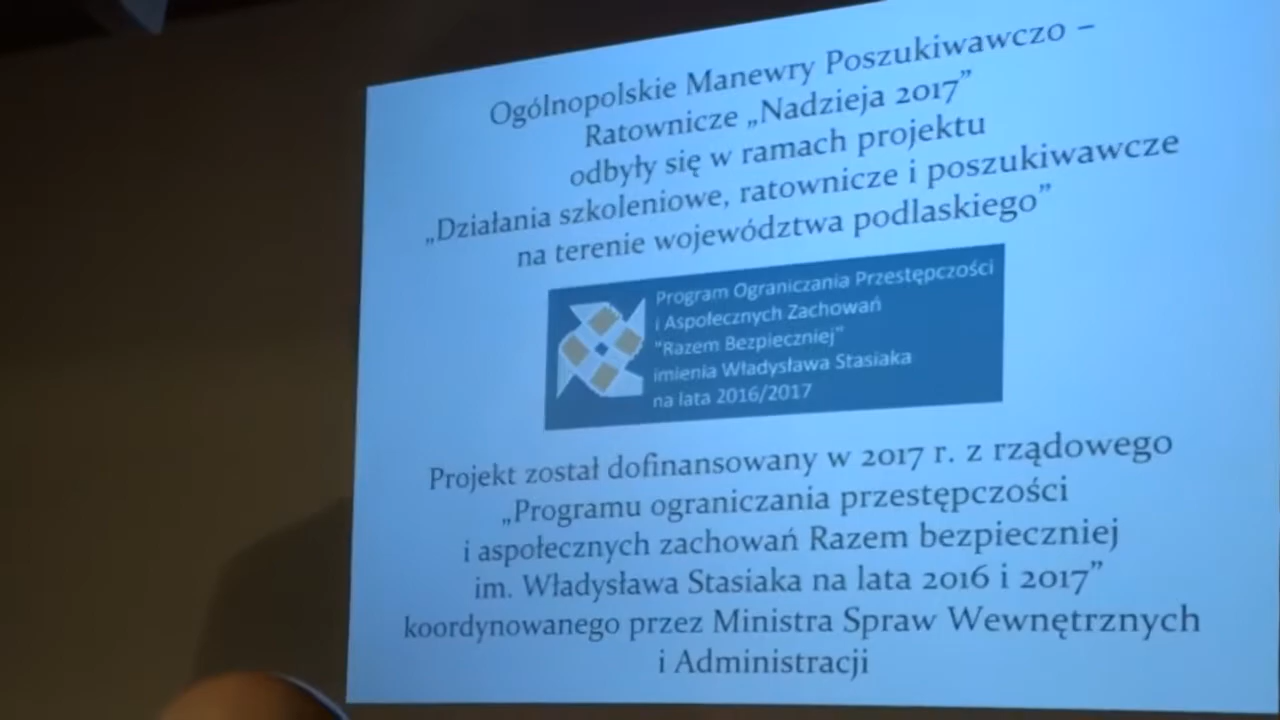 Ogólnopolskie Manewry Poszukiwawczo –
Ratownicze „Nadzieja 2017”
odbyły się w ramach projektu
„Działania szkoleniowe, ratownicze i poszukiwawcze
na terenie województwa podlaskiego”
Program Ograniczania Przestępczości
i Aspołecznych Zachowań
"Razem Bezpieczniej"
imienia Władysława Stasiaka
na lata 2016/2017
Projekt został dofinansowany w 2017 r. z rządowego
„Programu ograniczania przestępczości
i aspołecznych zachowań Razem bezpieczniej
im. Władysława Stasiaka na lata 2016 i 2017”
koordynowanego przez Ministra Spraw Wewnętrznych
i Administracji